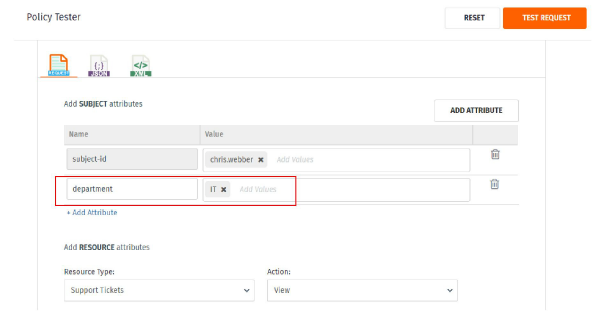 Policy Tester
RESET
TEST REQUEST
REQUEST
{;}
JSON
</>
XML
Add SUBJECT attributes
ADD ATTRIBUTE
Name
Value
subject-id
chris.webber ×
Add Values
department
IT ×
Add Values
+ Add Attribute
Add RESOURCE attributes
Resource Type:
Action:
Support Tickets
View